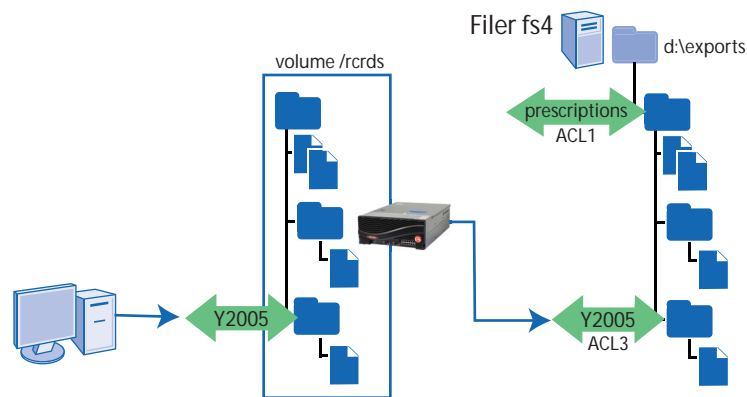 Filer fs4
d:\exports
volume /rcrds
prescriptions
ACL1
Y2005
Y2005
ACL3